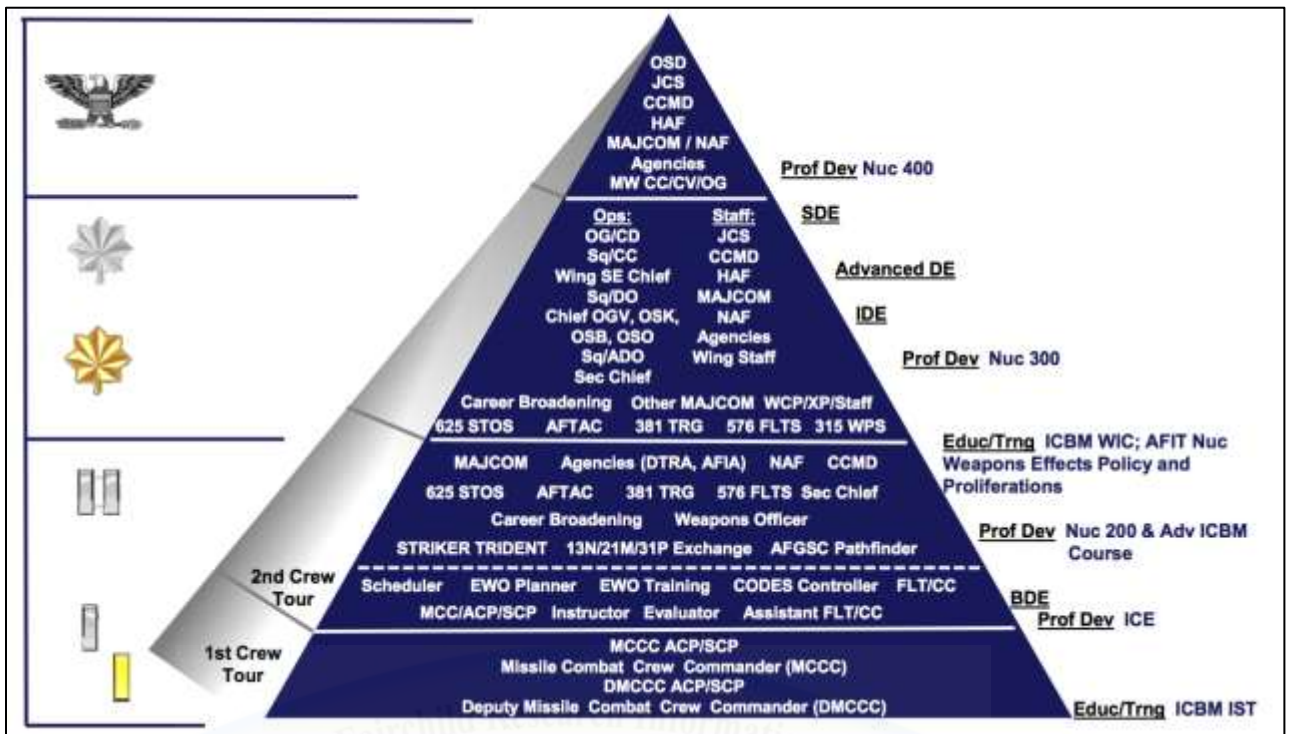 OSD
JCS
CCMD
HAF
MAJCOM / NAF
Agencies
MW CC/CV/OG
Prof Dev Nuc 400
Ops: Staff:
OG/CD JCS
Sq/CC CCMD
Wing SE Chief HAF
Sq/DO MAJCOM
Chief OGV, OSK, NAF
OSB, OSO Agencies
Sq/ADO Wing Staff
Sec Chief
SDE
Advanced DE
IDE
Prof Dev Nuc 300
Career Broadening Other MAJCOM WCP/XP/Staff
625 STOS AFTAC 381 TRG 576 FLTS 315 WPS
Educ/Trng ICBM WIC; AFIT Nuc
Weapons Effects Policy and
Proliferations
MAJCOM Agencies (DTRA, AFIA) NAF CCMD
625 STOS AFTAC 381 TRG 576 FLTS Sec Chief
Career Broadening Weapons Officer
STRIKER TRIDENT 13N/21M/31P Exchange AFGSC Pathfinder
Prof Dev Nuc 200 & Adv ICBM
Course
2nd Crew
Tour
Scheduler EWO Planner EWO Training CODES Controller FLT/CC
MCC/ACP/SCP Instructor Evaluator Assistant FLT/CC
BDE
Prof Dev ICE
1st Crew
Tour
MCCC ACP/SCP
Missile Combat Crew Commander (MCCC)
DMCCC ACP/SCP
Deputy Missile Combat Crew Commander (DMCCC)
Educ/Trng ICBM IST